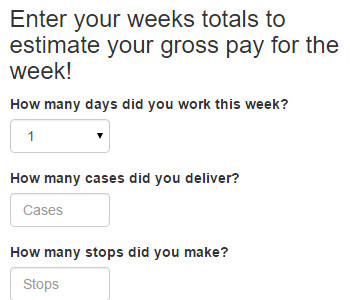 Enter your weeks totals to
estimate your gross pay for the
week!
How many days did you work this week?
1
How many cases did you deliver?
Cases
How many stops did you make?
Stops